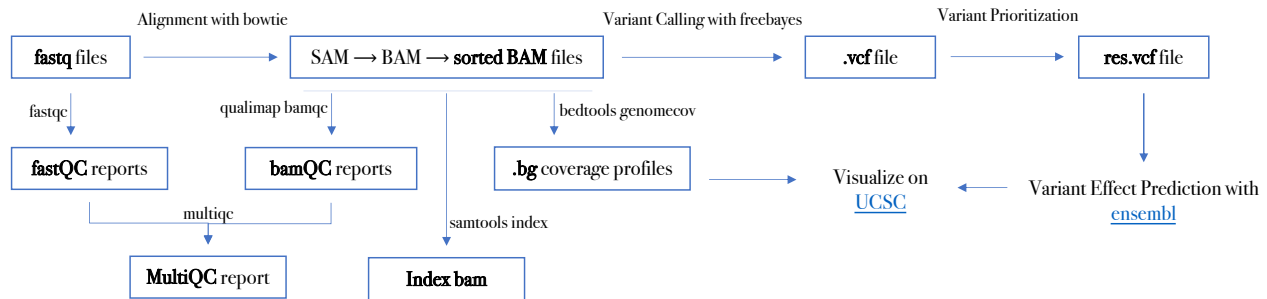 Alignment with bowtie
Variant Calling with freebayes
Variant Prioritization
fastq files
SAM → BAM → sorted BAM files
.vcf file
res.vcf file
fastqc
qualimap bamqc
bedtools genomecov
fastQC reports
bamQC reports
.bg coverage profiles
Visualize on
UCSC
Variant Effect Prediction with
ensembl
multiqc
samtools index
MultiQC report
Index bam